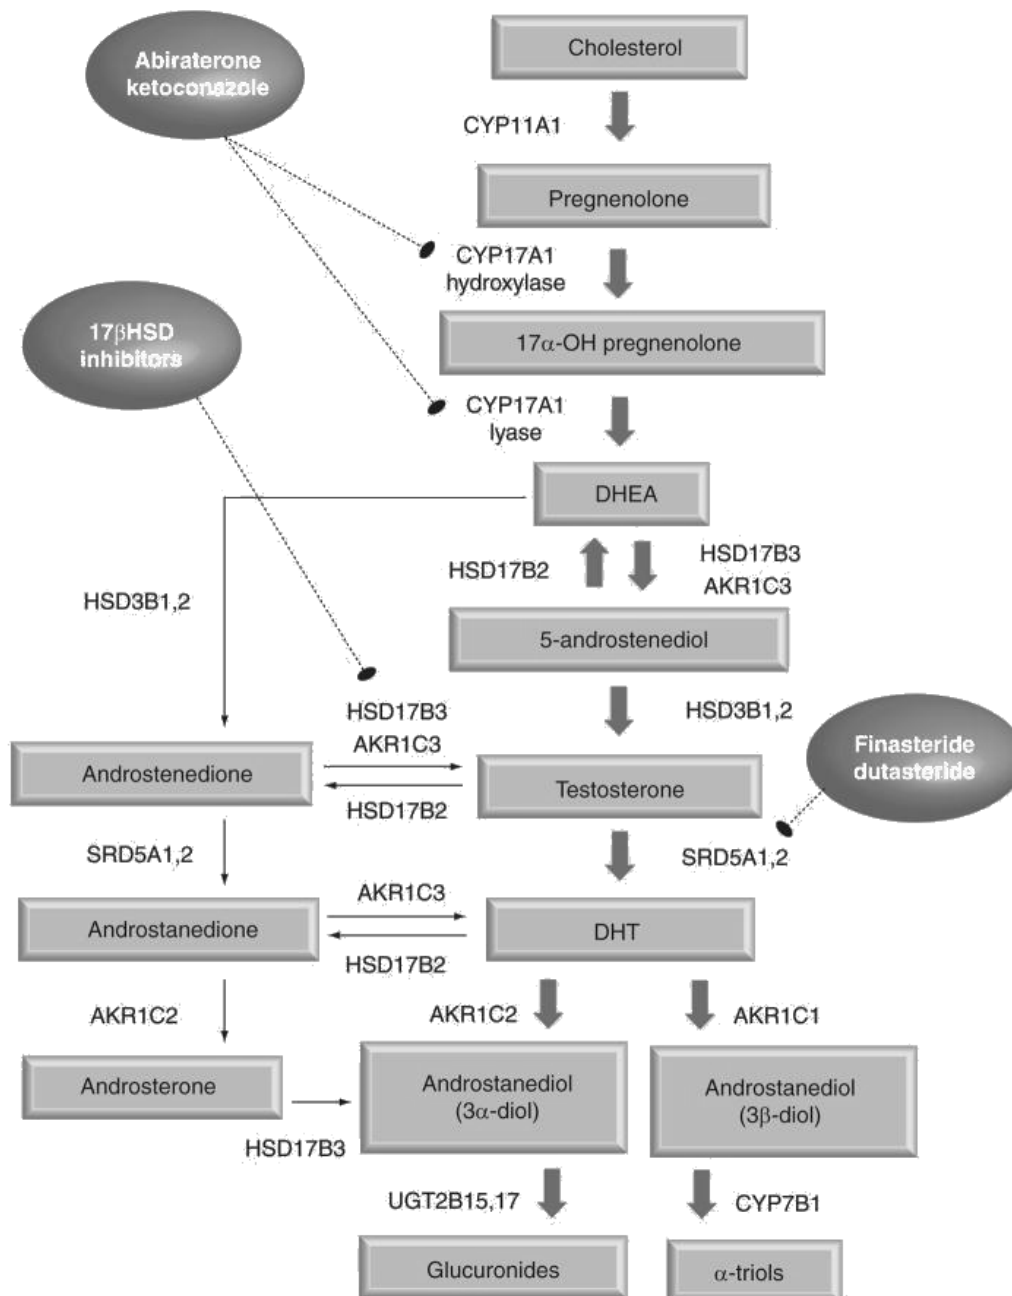 Cholesterol
Abiraterone
ketoconazole
CYP11A1
Pregnenolone
CYP17A1
hydroxylase
17βHSD
inhibitors
17α-OH pregnenolone
CYP17A1
lyase
DHEA
HSD17B2
HSD17B3
AKR1C3
HSD3B1,2
5-androstenediol
HSD17B3
AKR1C3
HSD3B1,2
Finasteride
dutasteride
Androstenedione
Testosterone
HSD17B2
SRD5A1,2
SRD5A1,2
AKR1C3
Androstanedione
DHT
HSD17B2
AKR1C2
AKR1C2
AKR1C1
Androsterone
Androstanediol
(3α-diol)
Androstanediol
(3β-diol)
HSD17B3
UGT2B15,17
CYP7B1
Glucuronides
α-triols